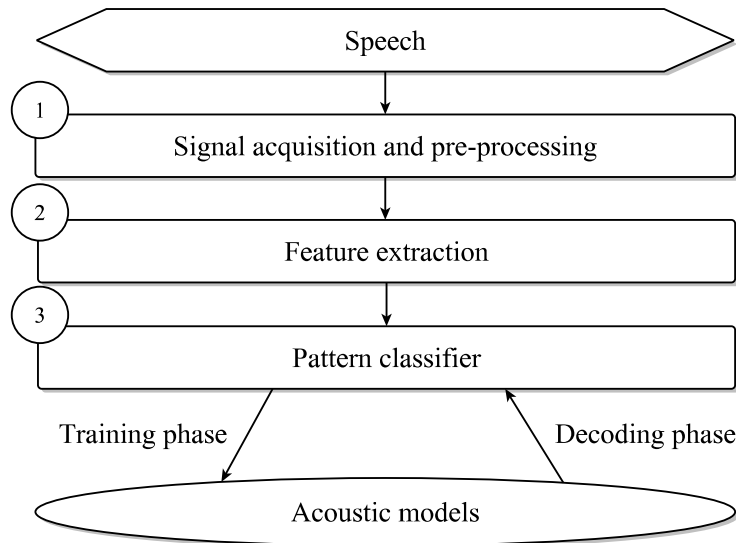 Speech
1
Signal acquisition and pre-processing
2
Feature extraction
3
Pattern classifier
Training phase
Decoding phase
Acoustic models